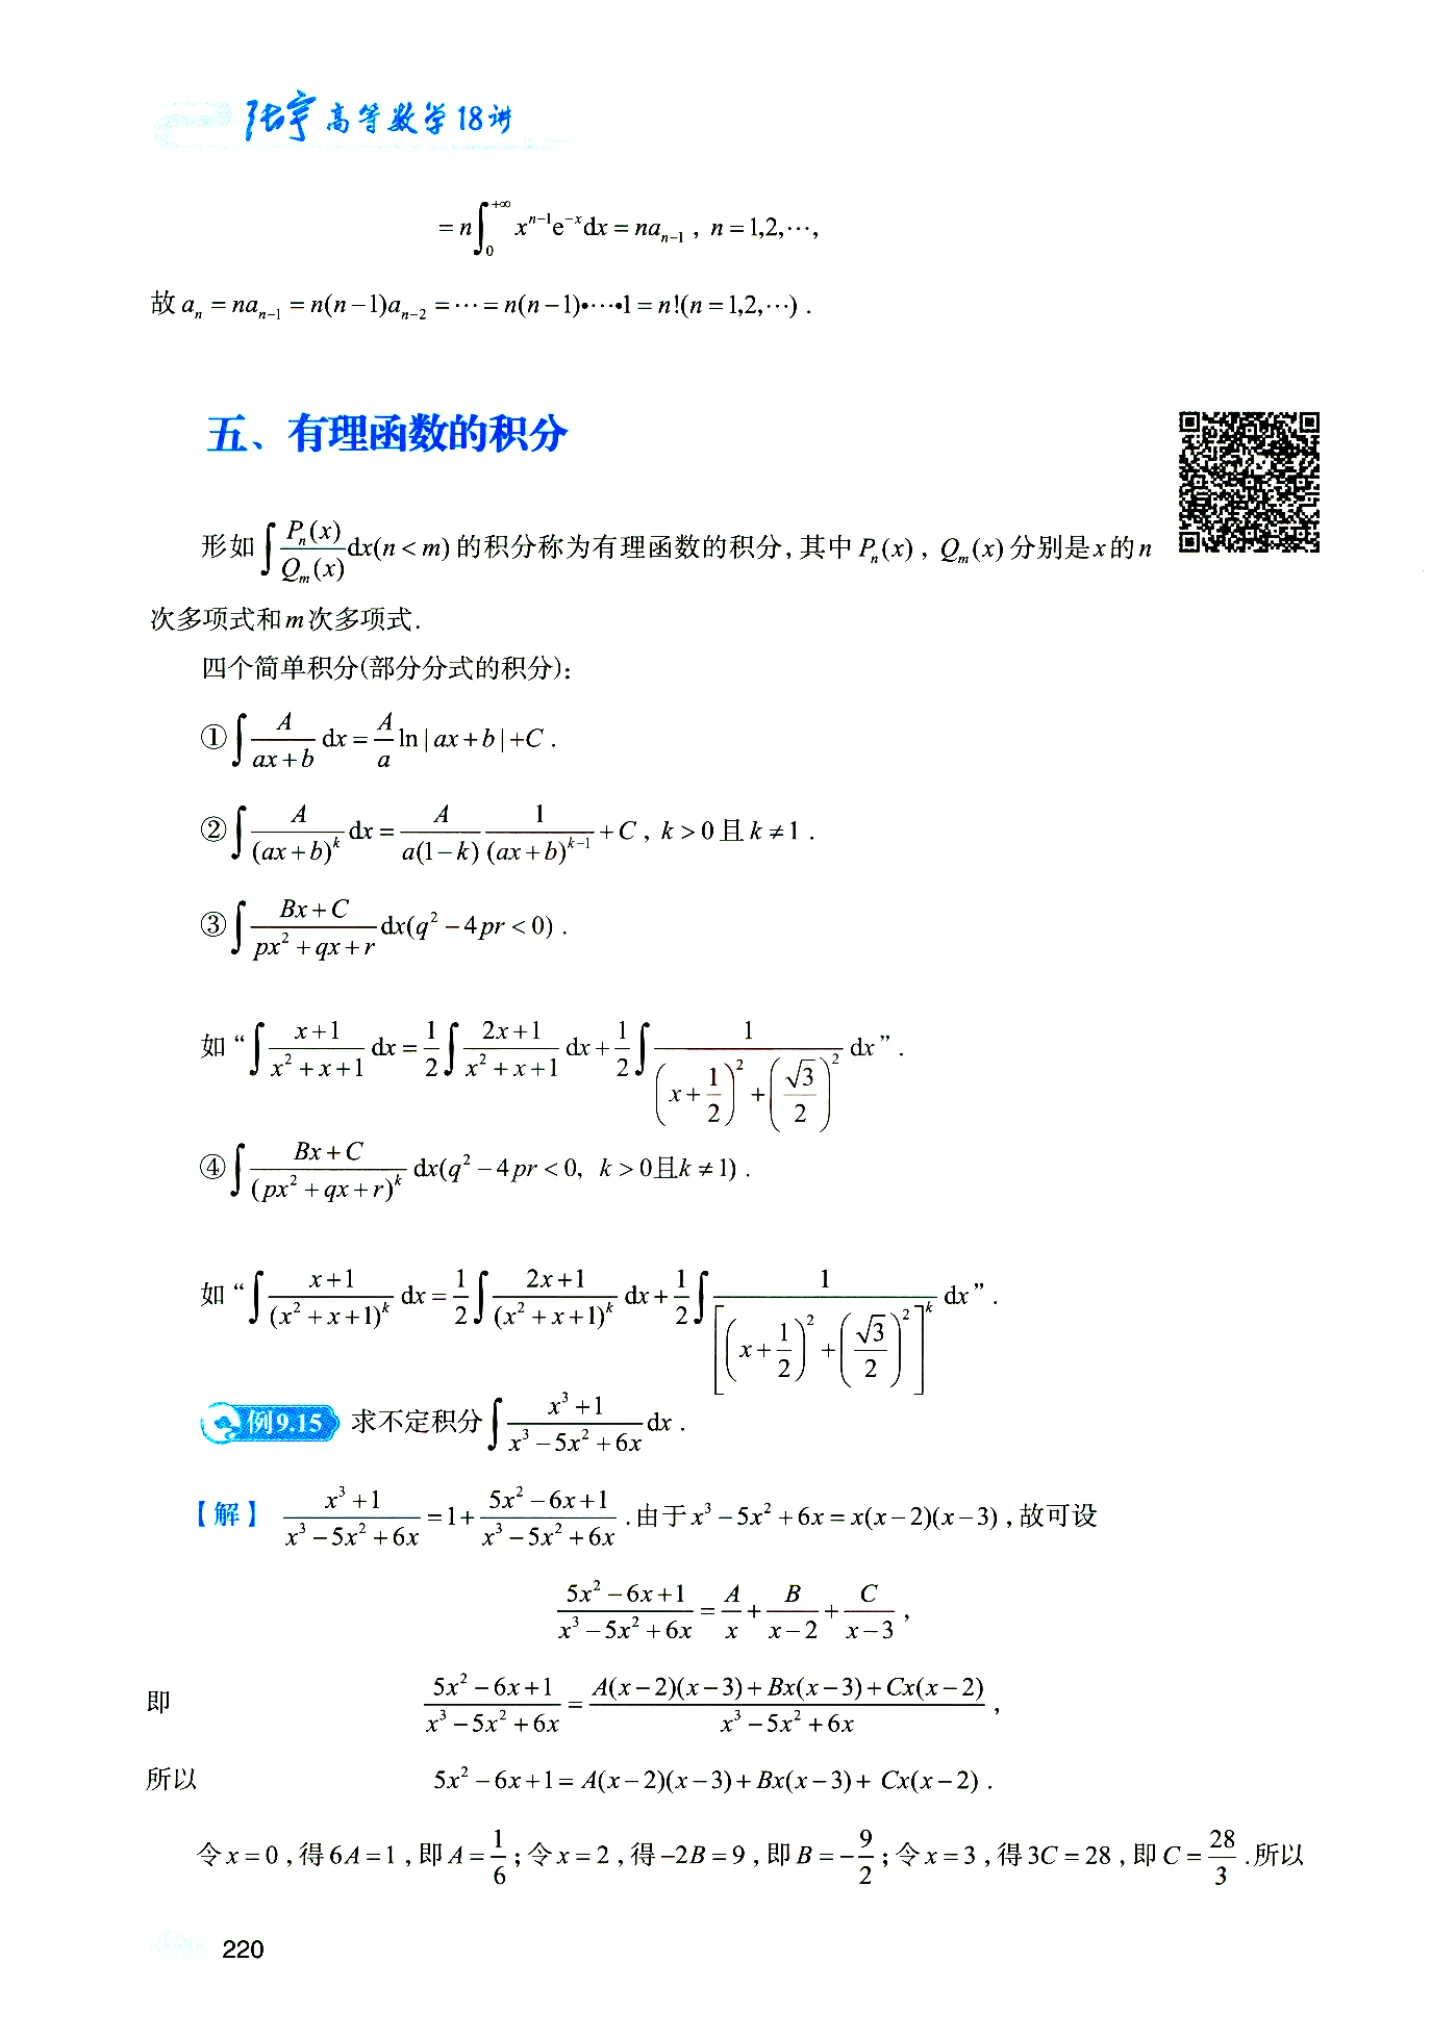 张宇高等数学18讲
$=n\int_0^{+\infty} x^{n-1}\mathrm{e}^{-x}\mathrm{d}x=na_{n-1}$, $n=1,2,\cdots$,
故 $a_n=na_{n-1}=n(n-1)a_{n-2}=\cdots=n(n-1)\bullet\cdots\bullet 1=n!(n=1,2,\cdots)$.
五、有理函数的积分
形如 $\int\frac{P_n(x)}{Q_m(x)}\mathrm{d}x(n<m)$ 的积分称为有理函数的积分,其中 $P_n(x)$, $Q_m(x)$ 分别是 $x$ 的 $n$
次多项式和 $m$ 次多项式.
四个简单积分(部分分式的积分):
① $\int\frac{A}{ax+b}\mathrm{d}x=\frac{A}{a}\ln|ax+b|+C$.
② $\int\frac{A}{(ax+b)^k}\mathrm{d}x=\frac{A}{a(1-k)}\frac{1}{(ax+b)^{k-1}}+C$, $k>0$ 且 $k\neq 1$.
③ $\int\frac{Bx+C}{px^2+qx+r}\mathrm{d}x(q^2-4pr<0)$.
如“$\int\frac{x+1}{x^2+x+1}\mathrm{d}x=\frac{1}{2}\int\frac{2x+1}{x^2+x+1}\mathrm{d}x+\frac{1}{2}\int\frac{1}{\left(x+\frac{1}{2}\right)^2+\left(\frac{\sqrt{3}}{2}\right)^2}\mathrm{d}x$”.
④ $\int\frac{Bx+C}{(px^2+qx+r)^k}\mathrm{d}x(q^2-4pr<0, k>0且k\neq 1)$.
如“$\int\frac{x+1}{(x^2+x+1)^k}\mathrm{d}x=\frac{1}{2}\int\frac{2x+1}{(x^2+x+1)^k}\mathrm{d}x+\frac{1}{2}\int\frac{1}{\left[\left(x+\frac{1}{2}\right)^2+\left(\frac{\sqrt{3}}{2}\right)^2\right]^k}\mathrm{d}x$”.
例9.15 求不定积分 $\int\frac{x^3+1}{x^3-5x^2+6x}\mathrm{d}x$.
【解】 $\frac{x^3+1}{x^3-5x^2+6x}=1+\frac{5x^2-6x+1}{x^3-5x^2+6x}$.由于 $x^3-5x^2+6x=x(x-2)(x-3)$,故可设
$\frac{5x^2-6x+1}{x^3-5x^2+6x}=\frac{A}{x}+\frac{B}{x-2}+\frac{C}{x-3}$,
即 $\frac{5x^2-6x+1}{x^3-5x^2+6x}=\frac{A(x-2)(x-3)+Bx(x-3)+Cx(x-2)}{x^3-5x^2+6x}$,
所以 $5x^2-6x+1=A(x-2)(x-3)+Bx(x-3)+Cx(x-2)$.
令 $x=0$,得 $6A=1$,即 $A=\frac{1}{6}$;令 $x=2$,得 $-2B=9$,即 $B=-\frac{9}{2}$;令 $x=3$,得 $3C=28$,即 $C=\frac{28}{3}$.所以
220